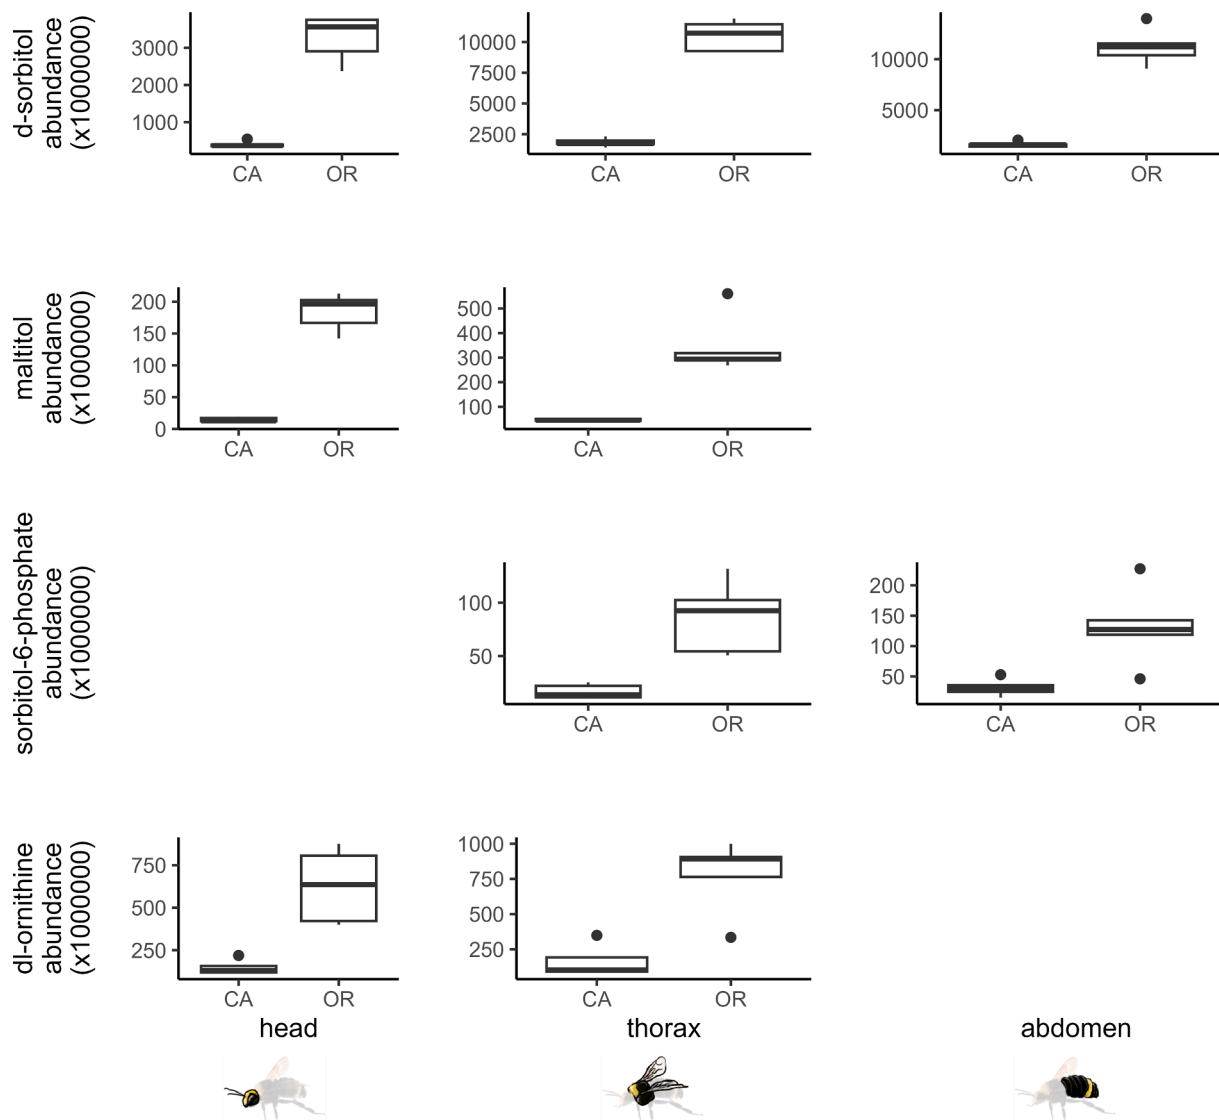 d-sorbitol
abundance
(x1000000)
3000
2000
1000
CA OR
10000
7500
5000
2500
CA OR
10000
5000
CA OR
maltitol
abundance
(x1000000)
200
150
100
50
0
CA OR
500
400
300
200
100
CA OR
sorbitol-6-phosphate
abundance
(x1000000)
100
50
CA OR
200
150
100
50
CA OR
dl-ornithine
abundance
(x1000000)
750
500
250
CA OR
1000
750
500
250
CA OR
head thorax abdomen